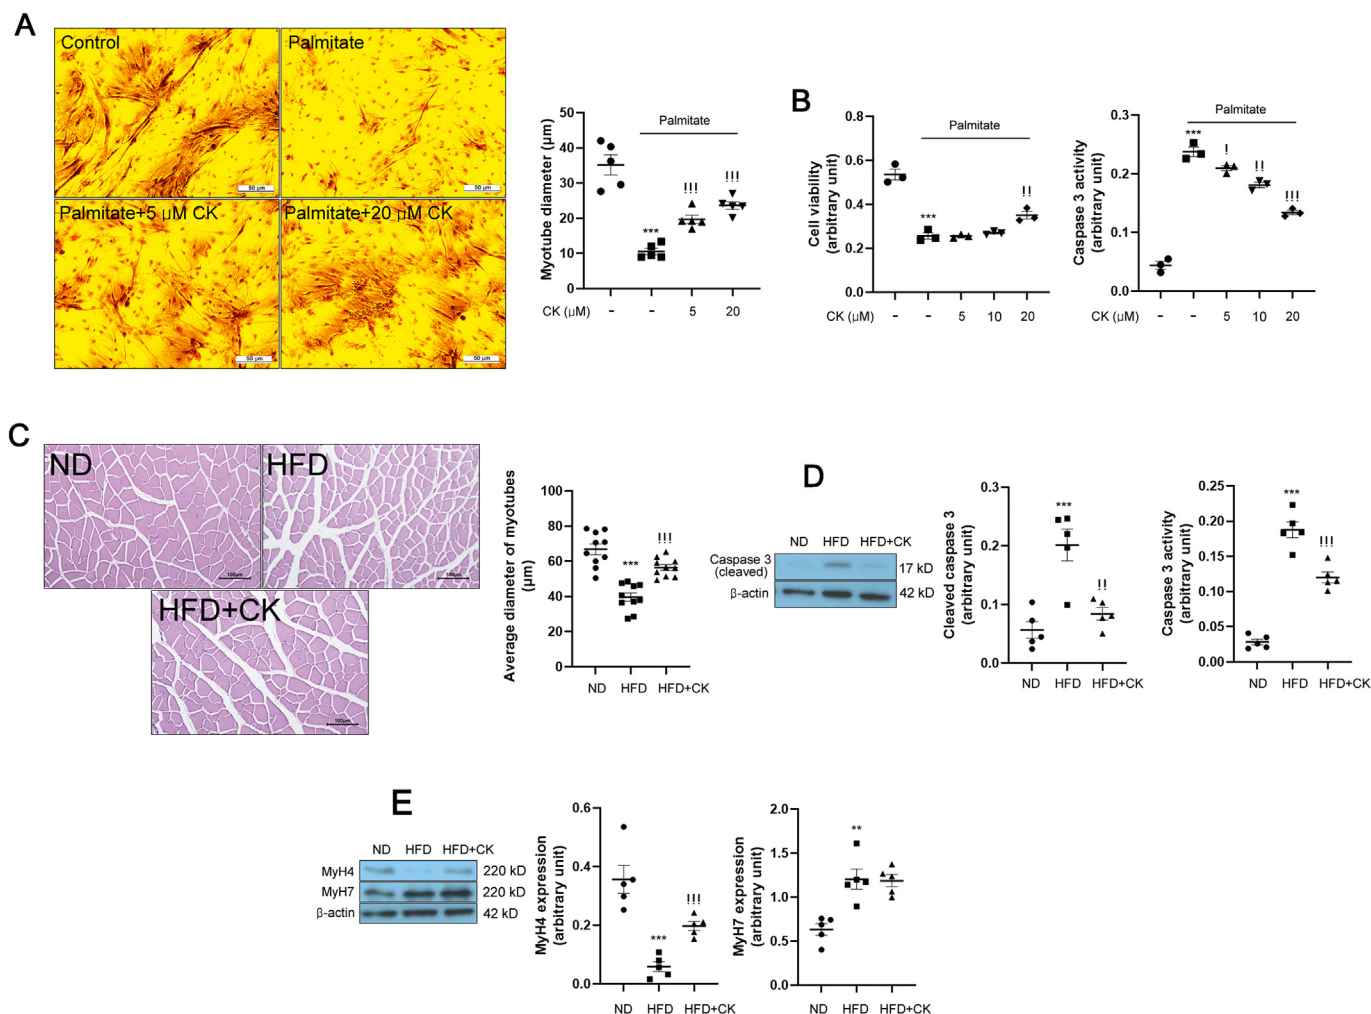 A
Control
Palmitate
50 µm
50 µm
Palmitate+5 µM CK
Palmitate+20 µM CK
50 µm
50 µm
Myotube diameter (µm)
50
40
30
20
10
0
Palmitate
***
!!!
!!!
CK (µM)
-
-
5
20
B
Cell viability
(arbitrary unit)
0.8
0.6
0.4
0.2
0.0
Palmitate
***
!!
CK (µM)
-
-
5
10
20
Caspase 3 activity
(arbitrary unit)
0.3
0.2
0.1
0.0
Palmitate
***
!
!!
!!!
CK (µM)
-
-
5
10
20
C
ND
HFD
100µm
100µm
HFD+CK
100µm
Average diameter of myotubes
(µm)
100
80
60
40
20
0
***
!!!
ND
HFD
HFD+CK
D
ND
HFD
HFD+CK
Caspase 3
(cleaved)
17 kD
β-actin
42 kD
Cleaved caspase 3
(arbitrary unit)
0.3
0.2
0.1
0.0
***
!!
ND
HFD
HFD+CK
Caspase 3 activity
(arbitrary unit)
0.25
0.20
0.15
0.10
0.05
0.00
***
!!!
ND
HFD
HFD+CK
E
ND
HFD
HFD+CK
MyH4
220 kD
MyH7
220 kD
β-actin
42 kD
MyH4 expression
(arbitrary unit)
0.6
0.4
0.2
0.0
***
!!!
ND
HFD
HFD+CK
MyH7 expression
(arbitrary unit)
2.0
1.5
1.0
0.5
0.0
**
ND
HFD
HFD+CK